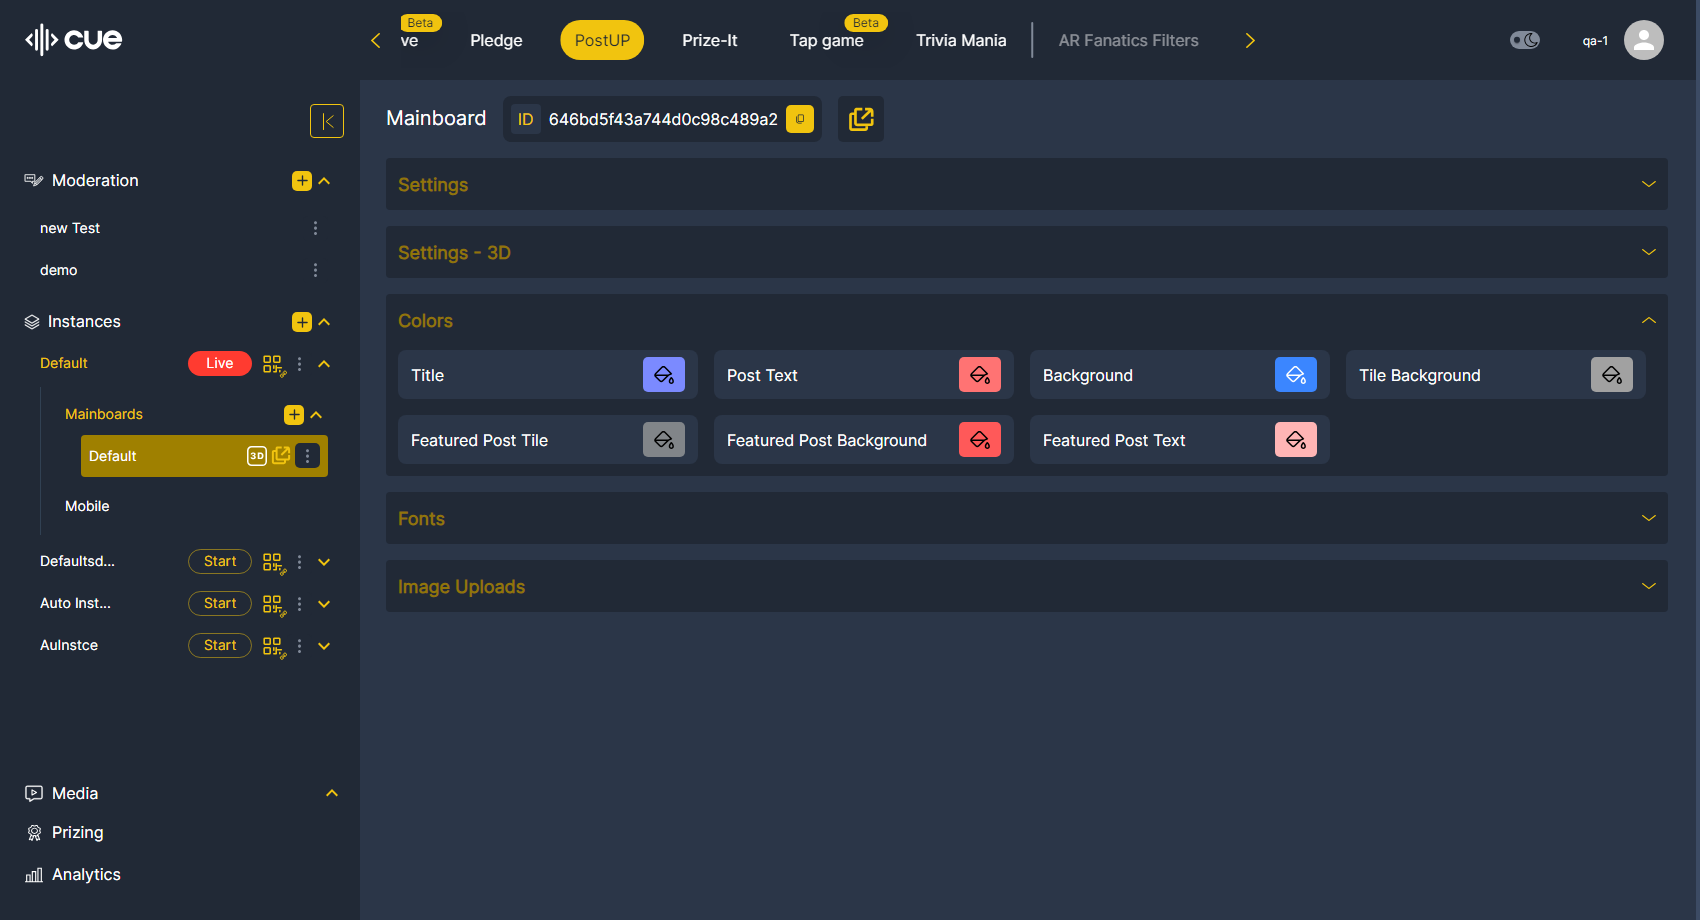 cue
Beta
ve
Pledge
PostUP
Prize-It
Beta
Tap game
Trivia Mania
AR Fanatics Filters
qa-1
Moderation
new Test
demo
Instances
Default
Live
Mainboards
Default
3D
Mobile
Defaultsd...
Start
Auto Inst...
Start
AuInstce
Start
Media
Prizing
Analytics
Mainboard
ID 646bd5f43a744d0c98c489a2
Settings
Settings - 3D
Colors
Title
Post Text
Background
Tile Background
Featured Post Tile
Featured Post Background
Featured Post Text
Fonts
Image Uploads